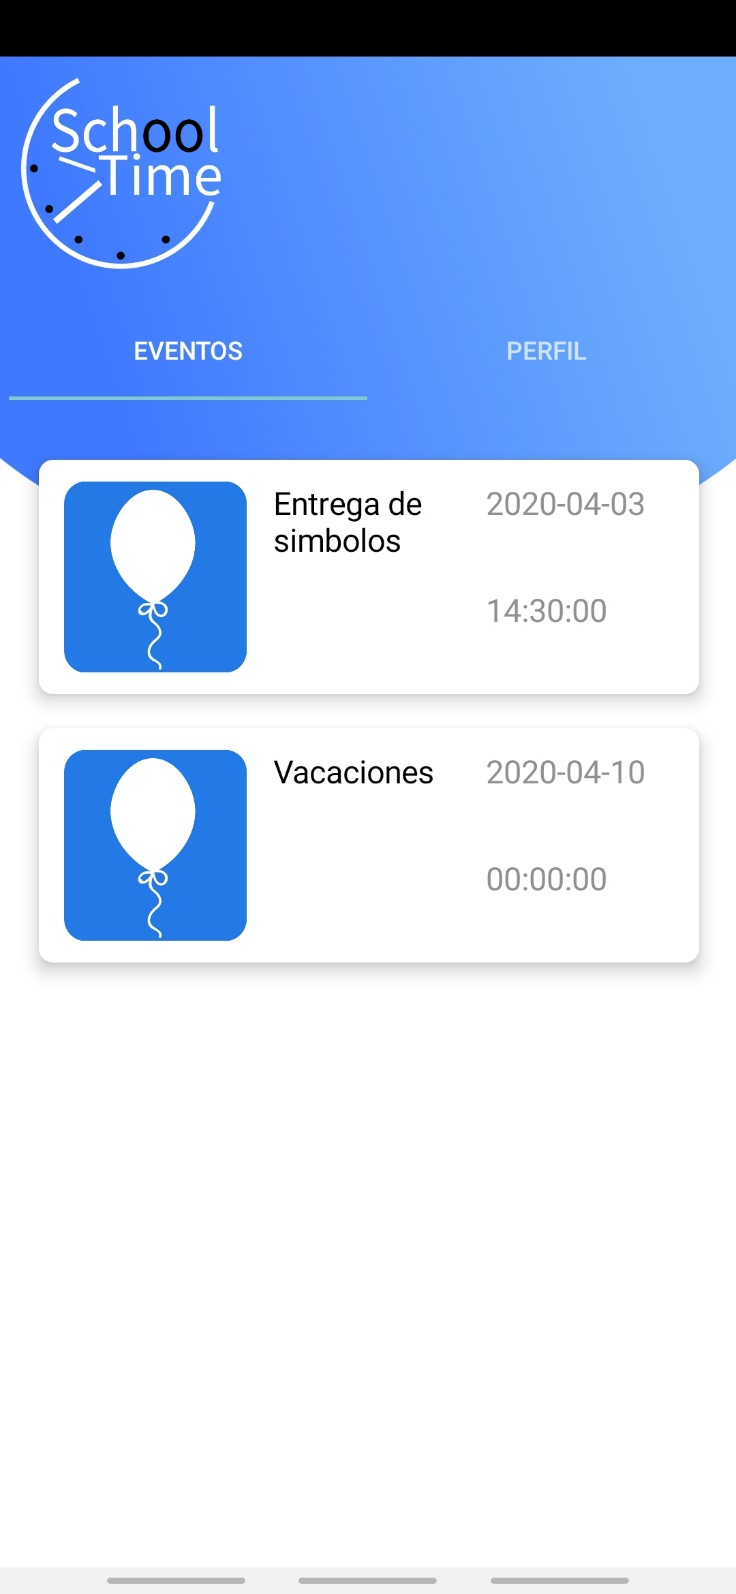 School
Time
EVENTOS
PERFIL
Entrega de
simbolos
2020-04-03
14:30:00
Vacaciones
2020-04-10
00:00:00